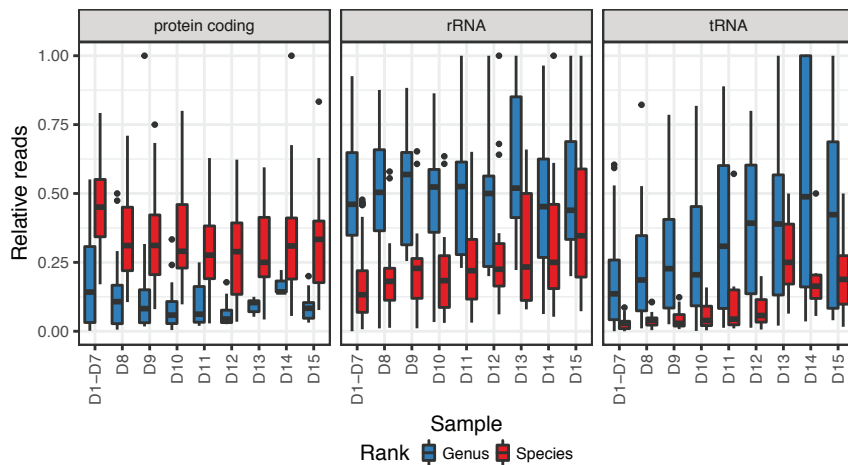 protein coding rRNA tRNA
1.00
0.75
0.50
0.25
0.00
Relative reads
D1−D7 D8 D9 D10 D11 D12 D13 D14 D15 D1−D7 D8 D9 D10 D11 D12 D13 D14 D15 D1−D7 D8 D9 D10 D11 D12 D13 D14 D15
Sample
Rank Genus Species